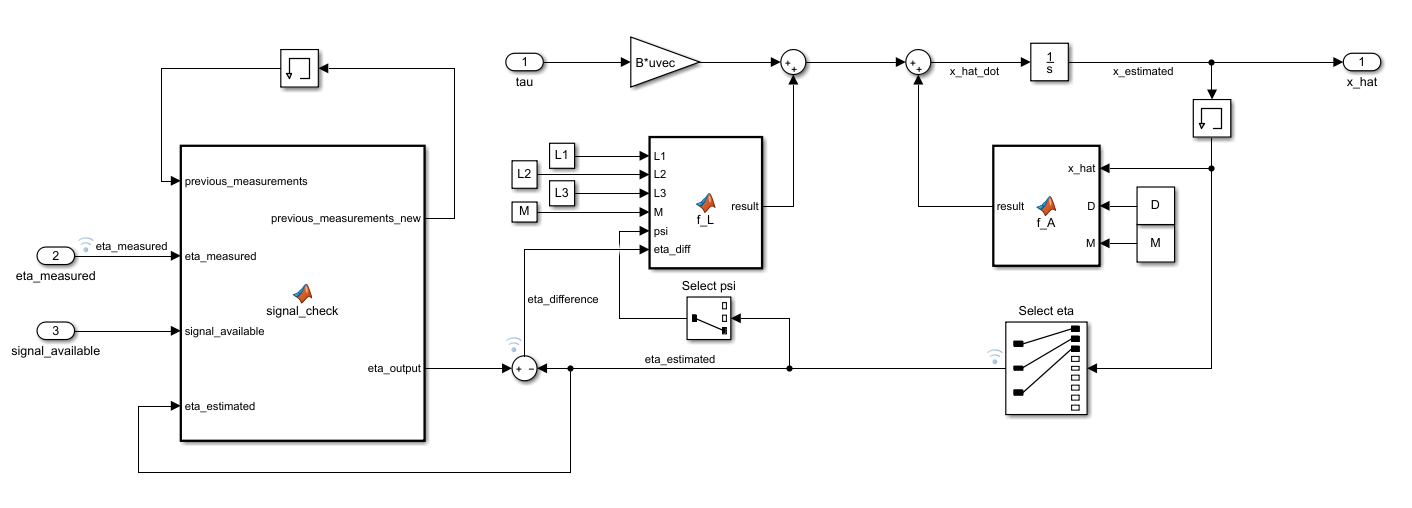 1
tau
B*uvec
+
+
+
+
x_hat_dot
1
s
x_estimated
1
x_hat
previous_measurements
previous_measurements_new
2
eta_measured
eta_measured
eta_measured
signal_check
3
signal_available
signal_available
eta_output
eta_estimated
L1
L2
L3
M
L1
L2
L3
M
psi
eta_diff
result
f_L
x_hat
D
M
result
f_A
D
M
eta_difference
Select psi
+ −
eta_estimated
Select eta